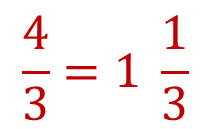 4/3 = 1 1/3